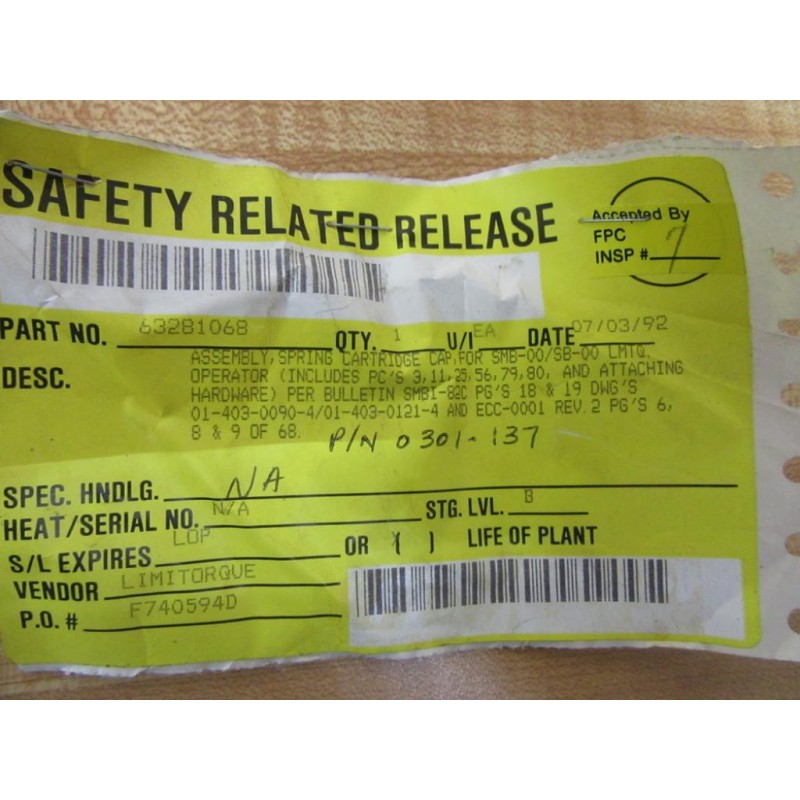 SAFETY RELATED RELEASE
Accepted By
FPC
INSP # 7
PART NO. 63281068 QTY. 1 U/I EA DATE 07/03/92
DESC. ASSEMBLY, SPRING CARTRIDGE CAP, FOR SMB-00/SB-00 LMTQ.
OPERATOR (INCLUDES PC'S 3,11,25,56,79,80, AND ATTACHING
HARDWARE) PER BULLETIN SMBI-82C PG'S 18 & 19 DWG'S
01-403-0090-4/01-403-0121-4 AND ECC-0001 REV.2 PG'S 6,
8 & 9 OF 68. P/N 0301-137
SPEC. HNDLG. NA
HEAT/SERIAL NO. N/A STG. LVL. B
S/L EXPIRES LOP OR ( ) LIFE OF PLANT
VENDOR LIMITORQUE
P.O. # F740594D